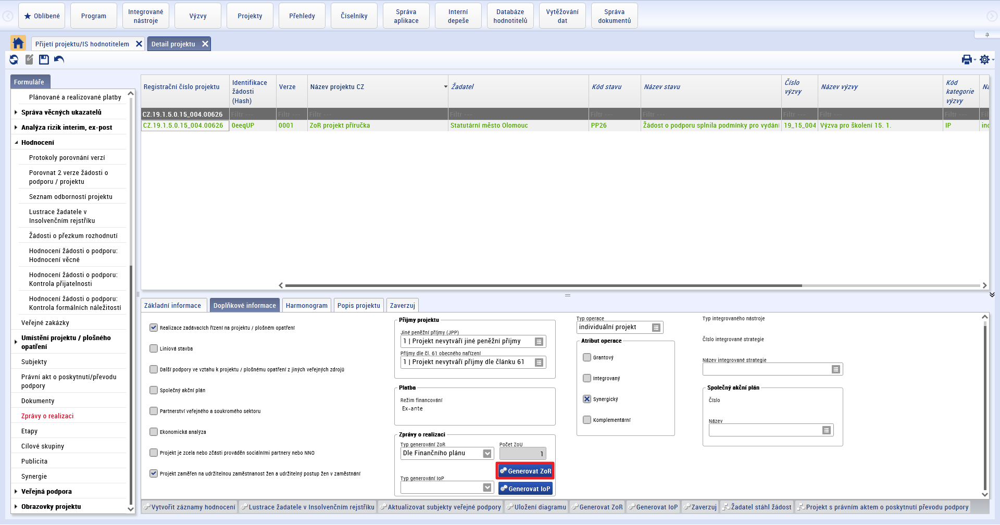 Oblíbené
Program
Integrované
nástroje
Výzvy
Projekty
Přehledy
Číselníky
Správa
aplikace
Interní
depeše
Databáze
hodnotitelů
Vytěžování
dat
Správa
dokumentů
Přijetí projektu/IS hodnotitelem
Detail projektu
Formuláře
Plánované a realizované platby
Správa věcných ukazatelů
Analýza rizik interim, ex-post
Hodnocení
Protokoly porovnání verzí
Porovnat 2 verze žádosti o
podporu / projektu
Seznam odborností projektu
Lustrace žadatele v
Insolvenčním rejstříku
Žádosti o přezkum rozhodnutí
Hodnocení žádosti o podporu:
Hodnocení věcné
Hodnocení žádosti o podporu:
Kontrola přijatelnosti
Hodnocení žádosti o podporu:
Kontrola formálních náležitostí
Veřejné zakázky
Umístění projektu / plošného
opatření
Subjekty
Právní akt o poskytnutí/převodu
podpory
Dokumenty
Zprávy o realizaci
Etapy
Cílové skupiny
Publicita
Synergie
Veřejná podpora
Obrazovky projektu
Registrační číslo projektu
Identifikace
žádosti
(Hash)
Verze
Název projektu CZ
Žadatel
Kód stavu
Název stavu
Číslo
výzvy
Název výzvy
Kód
kategorie
výzvy
Ná
CZ.19.1.5.0.15_004.00626 Filtr --- Filtr --- Filtr --- Filtr --- Filtr --- Filtr --- Filtr --- Filtr --- Filtr --- Fil
CZ.19.1.5.0.15_004.00626 0eeqUP 0001 ZoR projekt příručka Statutární město Olomouc PP26 Žádost o podporu splnila podmínky pro vydání 19_15_004 Výzva pro školení 15. 1. IP ind
Základní informace
Doplňkové informace
Harmonogram
Popis projektu
Zaverzuj
Realizace zadávacích řízení na projektu / plošném opatření
Liniová stavba
Další podpory ve vztahu k projektu / plošnému opatření z jiných veřejných zdrojů
Společný akční plán
Partnerství veřejného a soukromého sektoru
Ekonomická analýza
Projekt je zcela nebo zčásti prováděn sociálními partnery nebo NNO
Projekt zaměřen na udržitelnou zaměstnanost žen a udržitelný postup žen v zaměstnání
Příjmy projektu
Jiné peněžní příjmy (JPP)
1 | Projekt nevytváří jiné peněžní příjmy
Příjmy dle čl. 61 obecného nařízení
1 | Projekt nevytváří příjmy dle článku 61
Platba
Režim financování
Ex-ante
Zprávy o realizaci
Typ generování ZoR
Dle Finančního plánu
Počet ZoU
1
Generovat ZoR
Typ generování IoP
Generovat IoP
Typ operace
individuální projekt
Atribut operace
Grantový
Integrovaný
Synergický
Komplementární
Typ integrovaného nástroje
Číslo integrované strategie
Název integrované strategie
Společný akční plán
Číslo
Název
Vytvořit záznamy hodnocení
Lustrace žadatele v Insolvenčním rejstříku
Aktualizovat subjekty veřejné podpory
Uložení diagramu
Generovat ZoR
Generovat IoP
Zaverzuj
Žadatel stáhl žádost
Projekt s právním aktem o poskytnutí převodu podpory